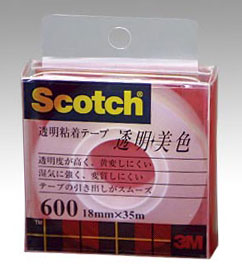 Scotch
透明粘着テープ 透明美色
透明度が高く、黄変しにくい
湿気に強く、変質しにくい
テープの引き出しがスムーズ
600 18mm×35m
3M